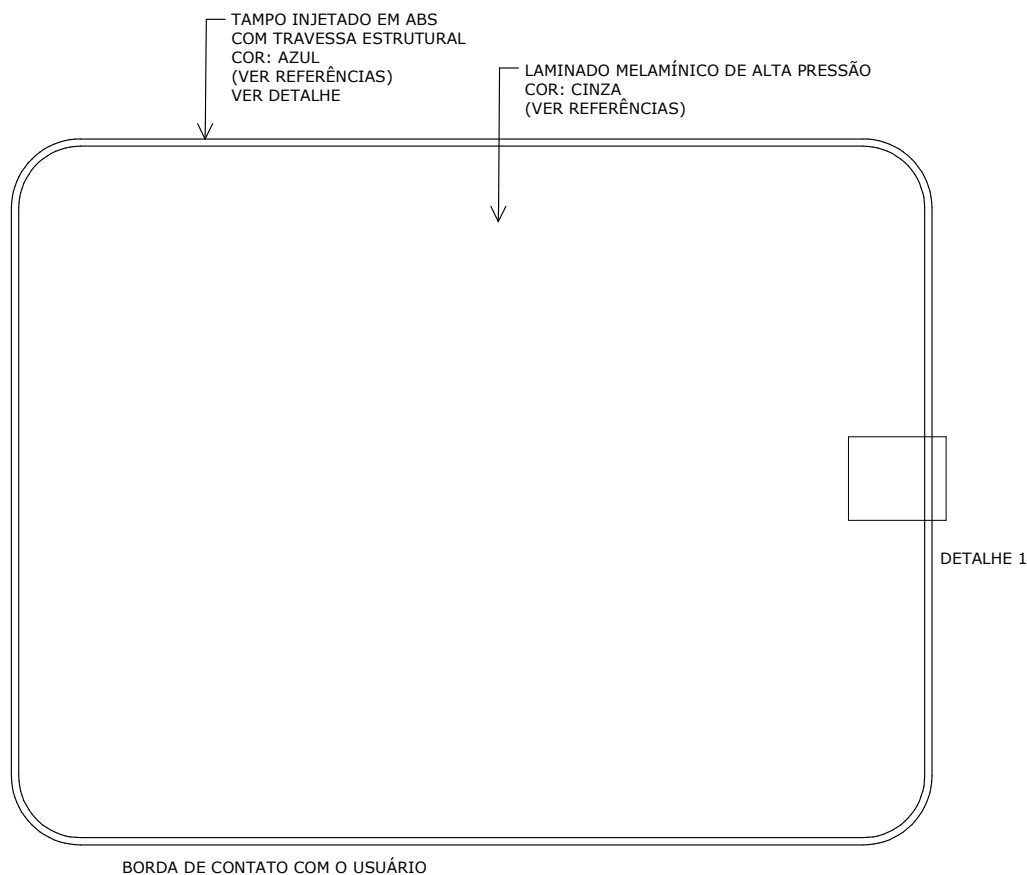 TAMPO INJETADO EM ABS
COM TRAVESSA ESTRUTURAL
COR: AZUL
(VER REFERÊNCIAS)
VER DETALHE
LAMINADO MELAMÍNICO DE ALTA PRESSÃO
COR: CINZA
(VER REFERÊNCIAS)
DETALHE 1
BORDA DE CONTATO COM O USUÁRIO